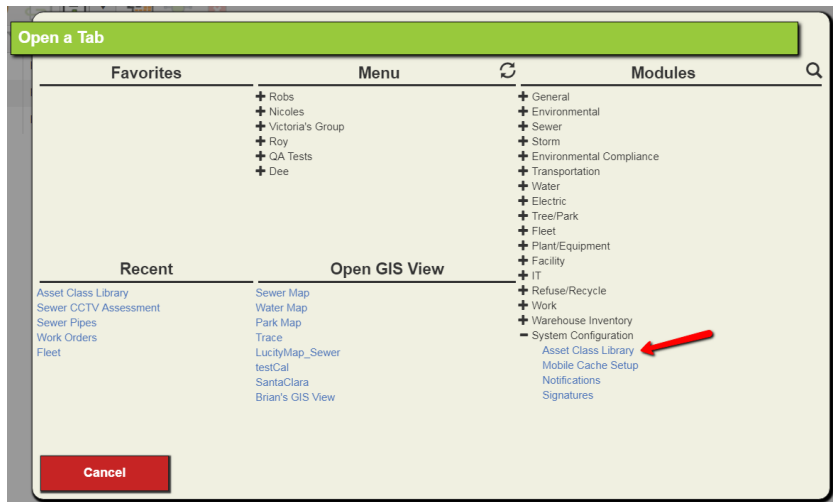 Open a Tab
Favorites
Menu
Robs
Nicoles
Victoria's Group
Roy
QA Tests
Dee
Modules
General
Environmental
Sewer
Storm
Environmental Compliance
Transportation
Water
Electric
Tree/Park
Fleet
Plant/Equipment
Facility
IT
Refuse/Recycle
Work
Warehouse Inventory
System Configuration
Asset Class Library
Mobile Cache Setup
Notifications
Signatures
Recent
Asset Class Library
Sewer CCTV Assessment
Sewer Pipes
Work Orders
Fleet
Open GIS View
Sewer Map
Water Map
Park Map
Trace
LucityMap_Sewer
testCal
SantaClara
Brian's GIS View
Cancel